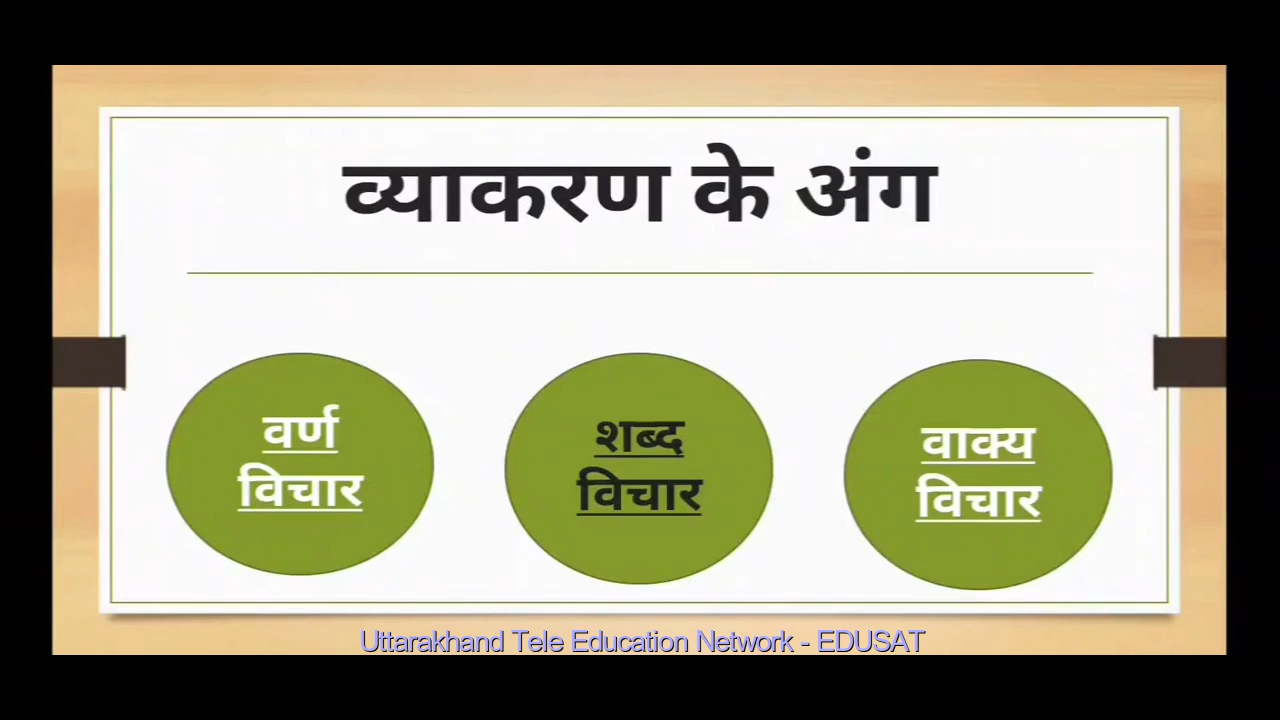 व्याकरण के अंग
वर्ण
विचार
शब्द
विचार
वाक्य
विचार
Uttarakhand Tele Education Network - EDUSAT